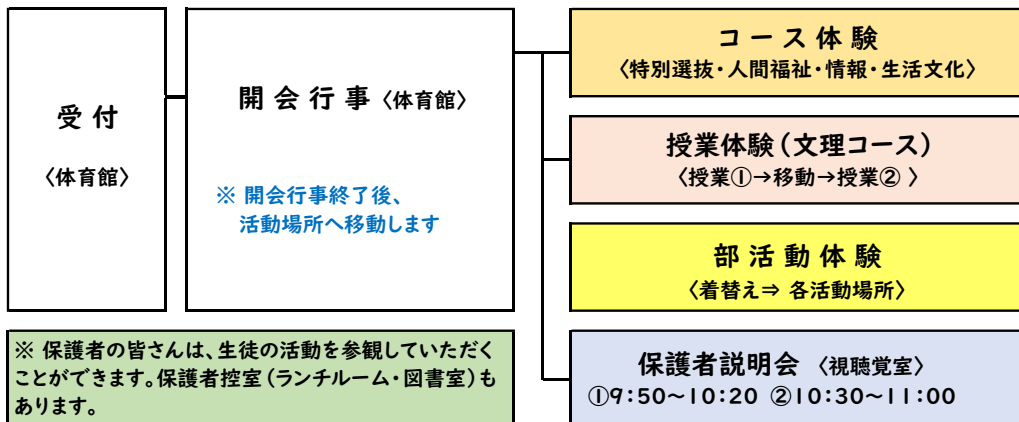 受付
〈体育館〉
開会行事〈体育館〉
※ 開会行事終了後、
活動場所へ移動します
コース体験
〈特別選抜・人間福祉・情報・生活文化〉
授業体験（文理コース）
〈授業①→移動→授業② 〉
部活動体験
〈着替え⇒ 各活動場所〉
※ 保護者の皆さんは、生徒の活動を参観していただく
ことができます。保護者控室（ランチルーム・図書室）も
あります。
保護者説明会 〈視聴覚室〉
①9:50～10:20 ②10:30～11:00